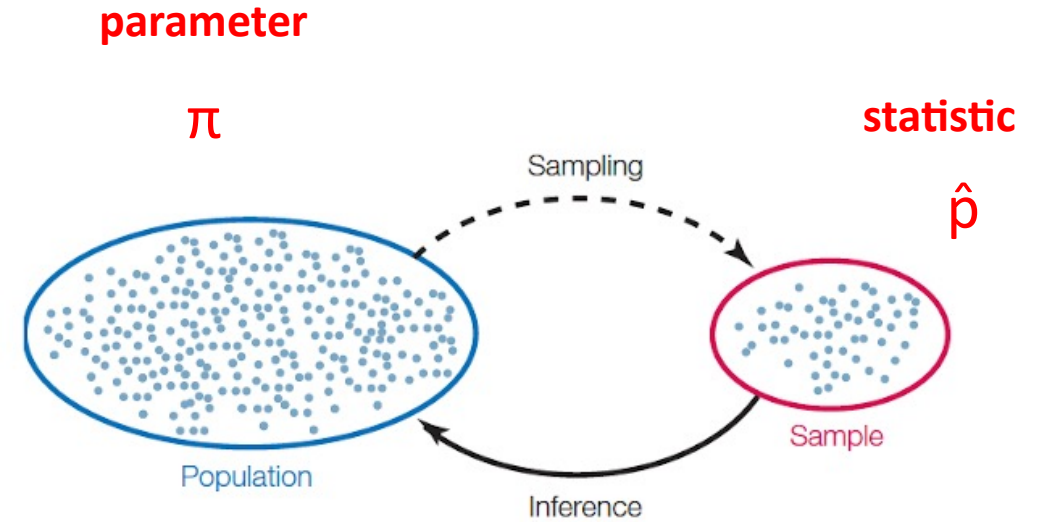 parameter
π
statistic
p̂
Sampling
Population
Sample
Inference